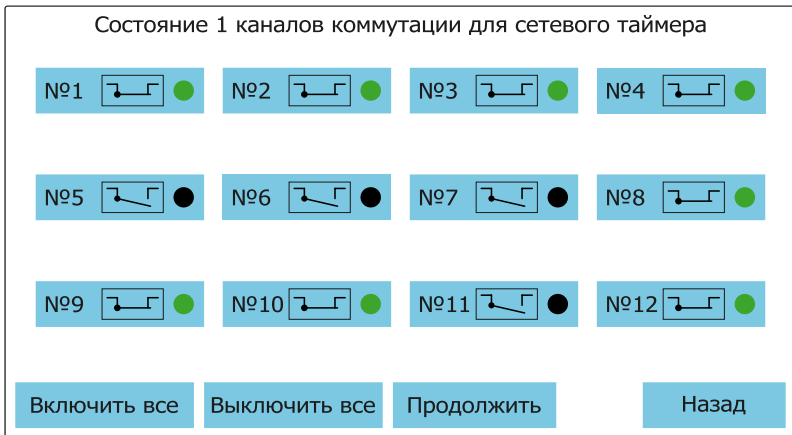 Состояние 1 каналов коммутации для сетевого таймера
№1 №2 №3 №4
№5 №6 №7 №8
№9 №10 №11 №12
Включить все Выключить все Продолжить Назад